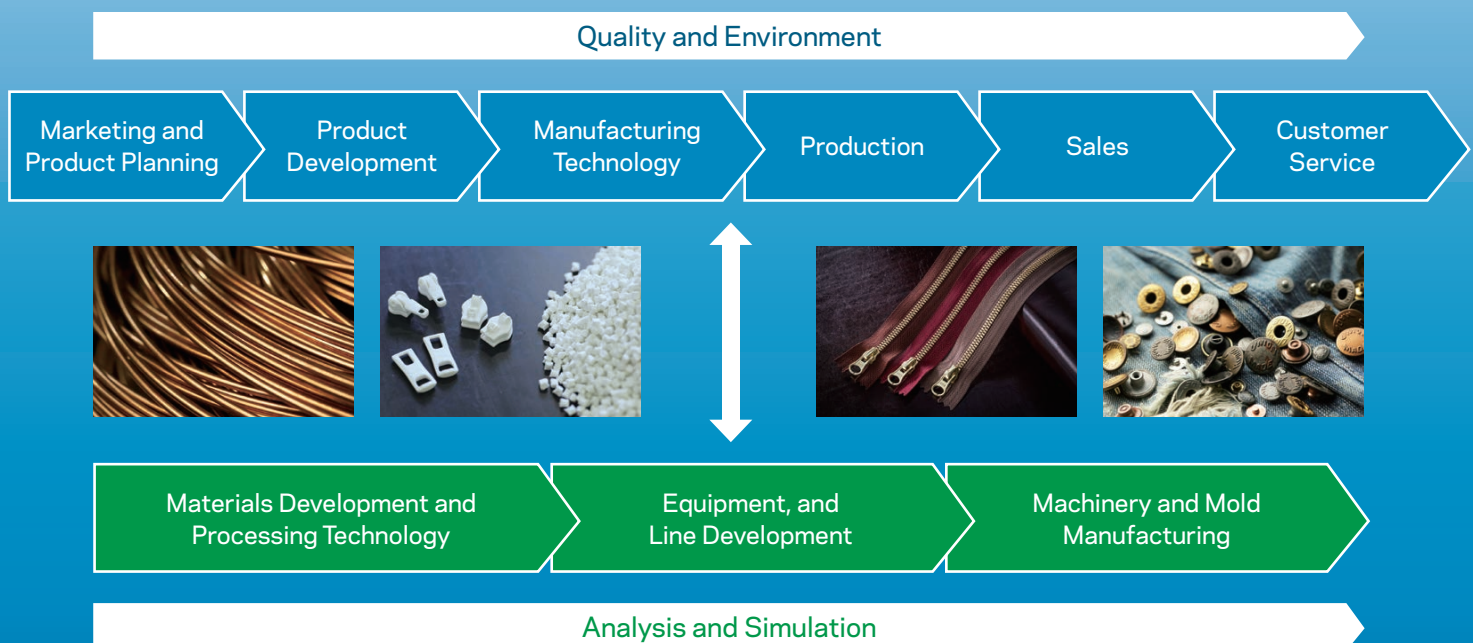 Quality and Environment
Marketing and
Product Planning
Product
Development
Manufacturing
Technology
Production
Sales
Customer
Service
Materials Development and
Processing Technology
Equipment, and
Line Development
Machinery and Mold
Manufacturing
Analysis and Simulation